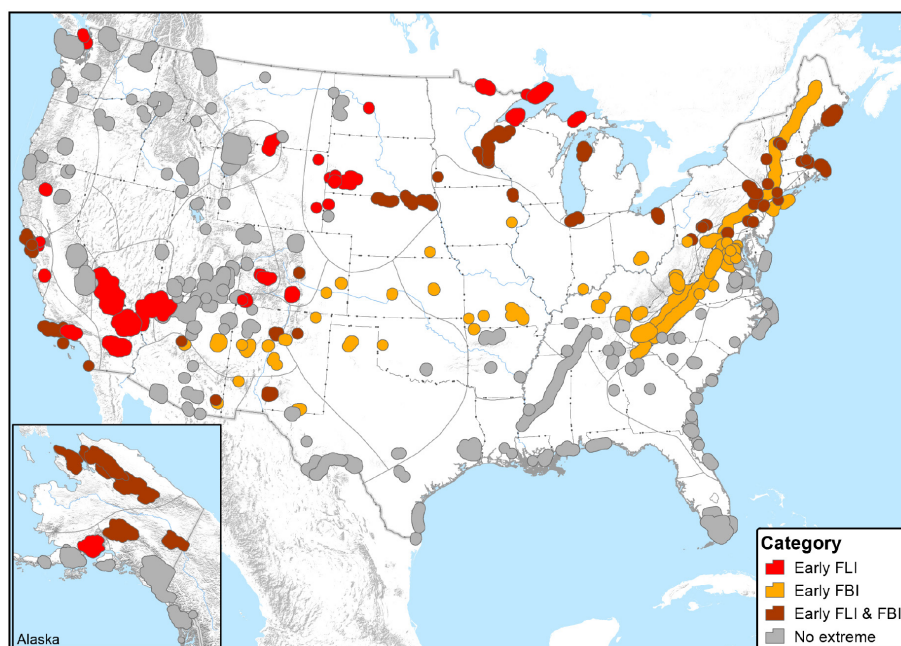 Alaska
Category
Early FLI
Early FBI
Early FLI & FBI
No extreme